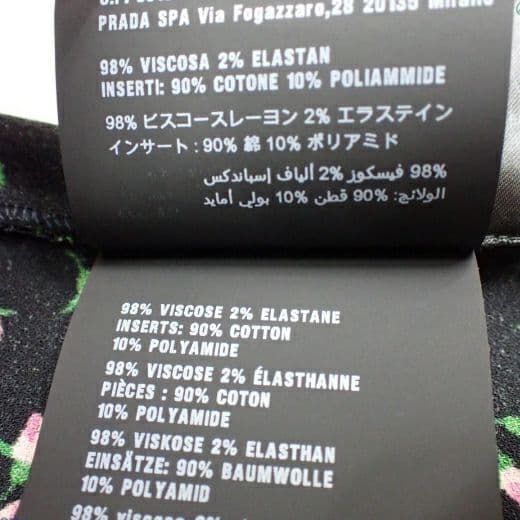 PRADA SPA Via Fogazzaro,28 20135 Milano
98% VISCOSA 2% ELASTAN
INSERTI: 90% COTONE 10% POLIAMMIDE
98% ビスコースレーヨン 2% エラステイン
インサート : 90% 綿 10% ポリアミド
98% فيسكوز 2% ألياف إسباندكس
الولائج: 90% قطن 10% بولي أمايد
98% VISCOSE 2% ELASTANE
INSERTS: 90% COTTON
10% POLYAMIDE
98% VISCOSE 2% ÉLASTHANNE
PIÈCES : 90% COTON
10% POLYAMIDE
98% VISKOSE 2% ELASTHAN
EINSÄTZE: 90% BAUMWOLLE
10% POLYAMID
98% 2%